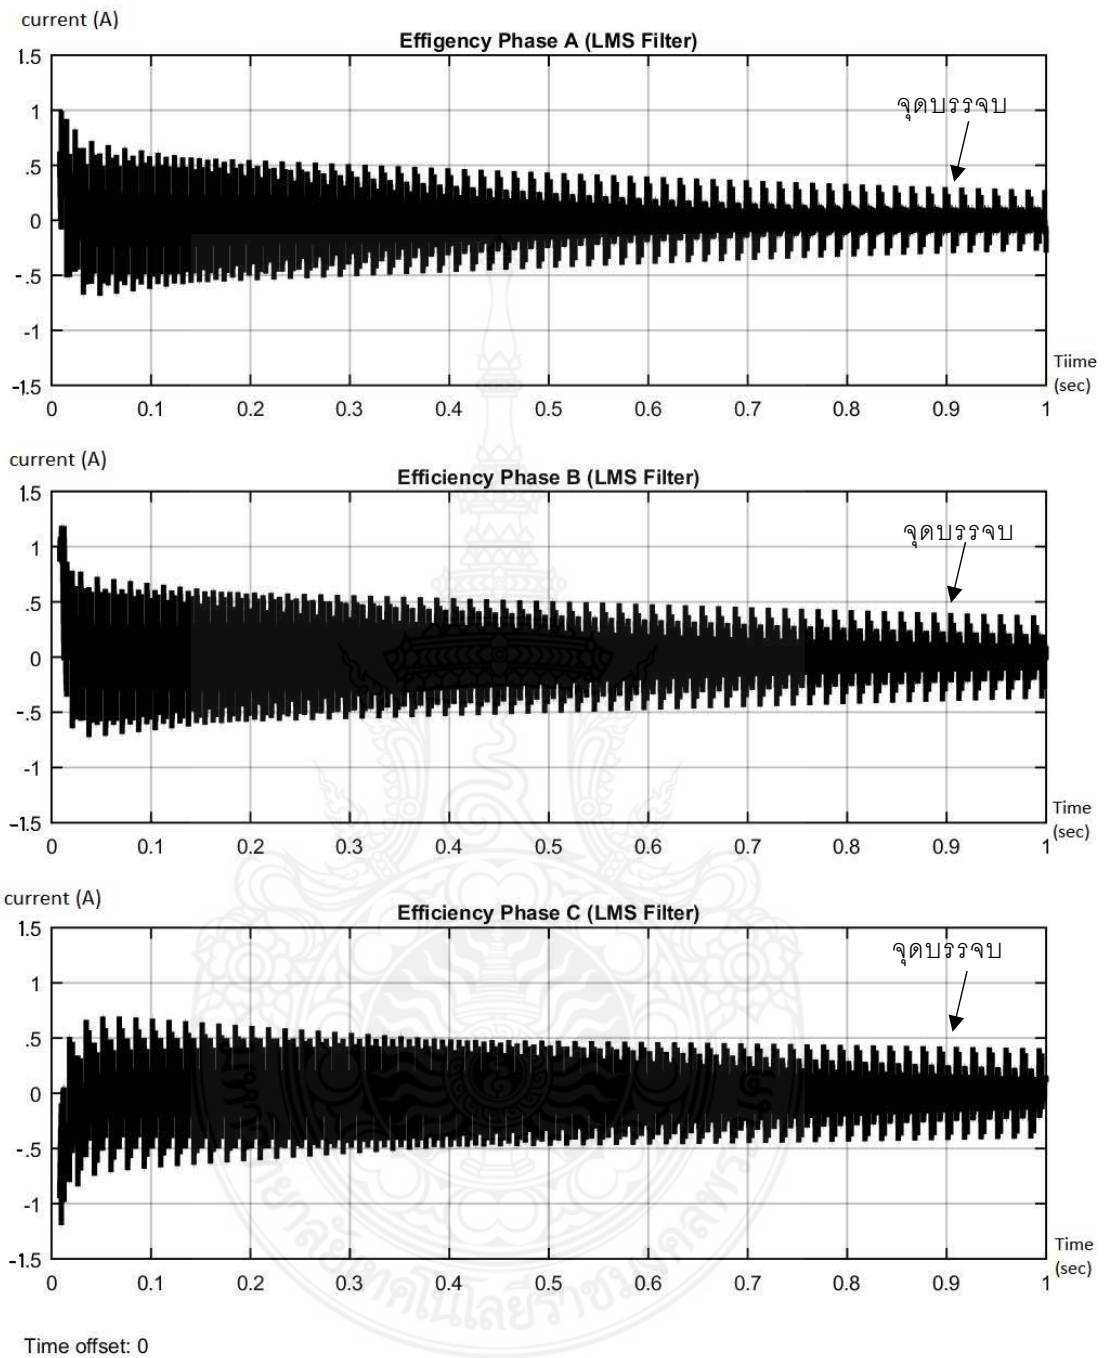 current (A)
Effigency Phase A (LMS Filter)
1.5
1
.5
0
-.5
-1
-1.5
จุดบรรจบ
Tiime
(sec)
0 0.1 0.2 0.3 0.4 0.5 0.6 0.7 0.8 0.9 1
current (A)
Efficiency Phase B (LMS Filter)
1.5
1
.5
0
-.5
-1
-1.5
จุดบรรจบ
Time
(sec)
0 0.1 0.2 0.3 0.4 0.5 0.6 0.7 0.8 0.9 1
current (A)
Efficiency Phase C (LMS Filter)
1.5
1
.5
0
-.5
-1
-1.5
จุดบรรจบ
Time
(sec)
0 0.1 0.2 0.3 0.4 0.5 0.6 0.7 0.8 0.9 1
Time offset: 0